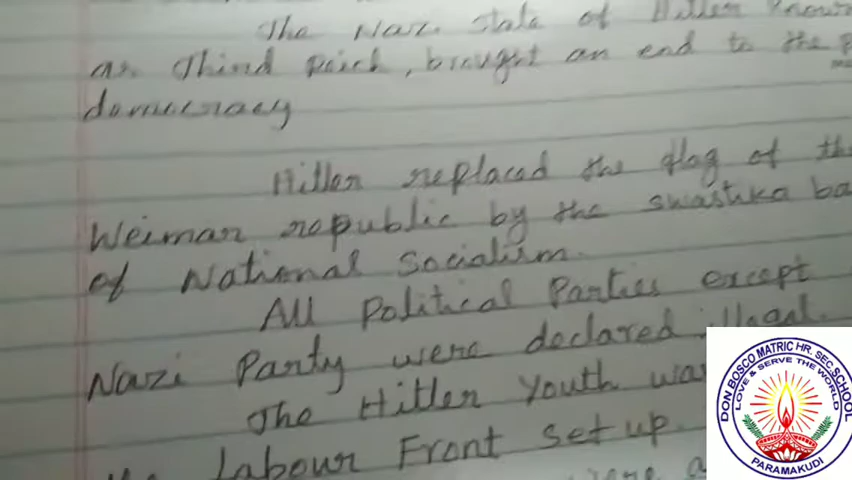 The Nazi state of Hitler known
as Third Reich, brought an end to the
democracy
Hitler replaced the flag of the
Weimar republic by the swastika ba
of National Socialism.
All Political Parties except
Nazi Party were declared illegal.
The Hitler Youth was
Labour Front set up.
DON BOSCO MATRIC HR. SEC. SCHOOL
LOVE & SERVE THE WORLD
PARAMAKUDI